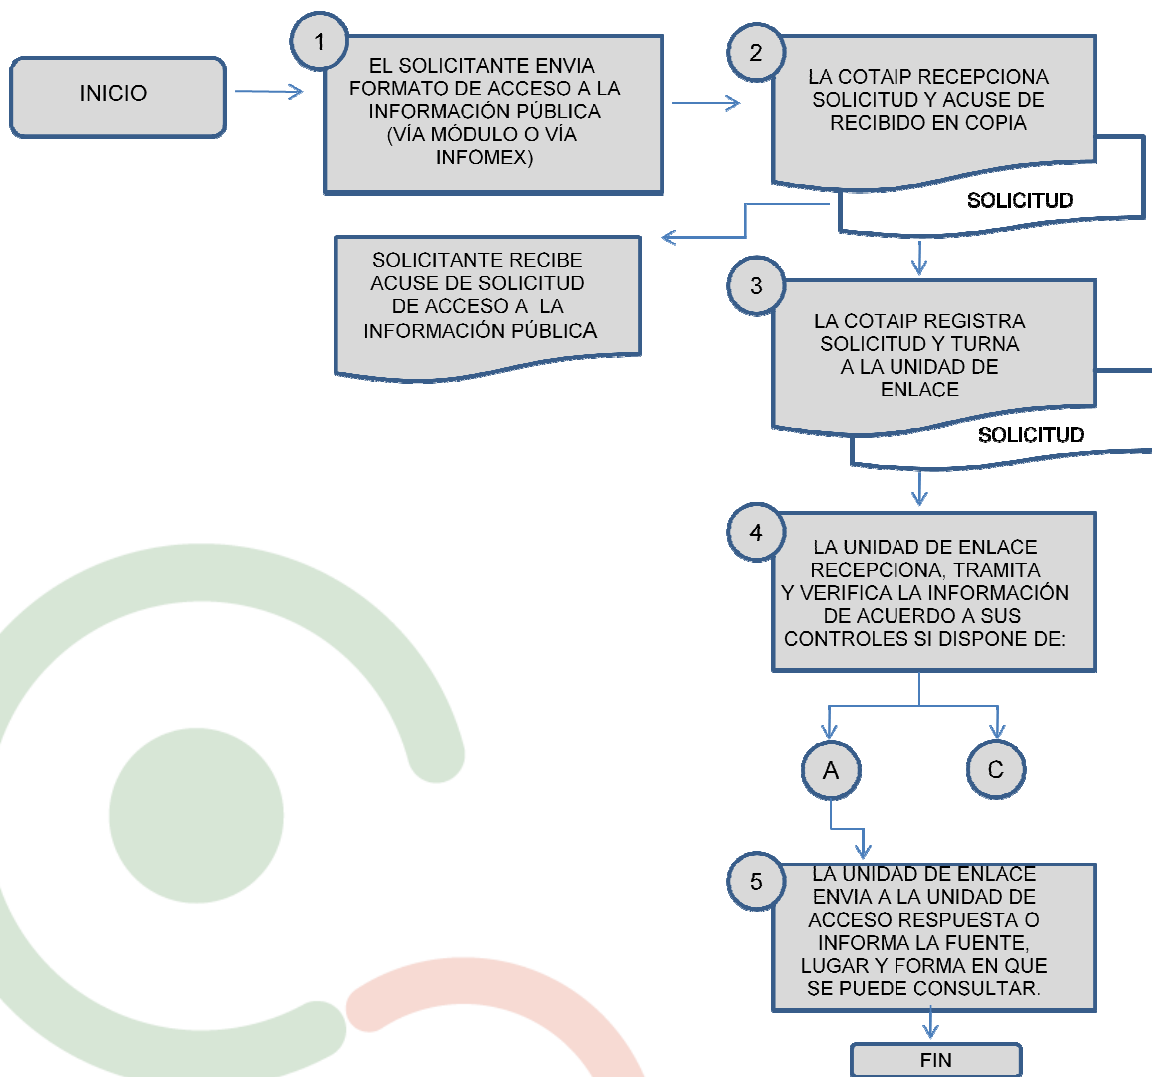 INICIO
1
EL SOLICITANTE ENVIA
FORMATO DE ACCESO A LA
INFORMACIÓN PÚBLICA
(VÍA MÓDULO O VÍA
INFOMEX)
2
LA COTAIP RECEPCIONA
SOLICITUD Y ACUSE DE
RECIBIDO EN COPIA
SOLICITUD
SOLICITANTE RECIBE
ACUSE DE SOLICITUD
DE ACCESO A LA
INFORMACIÓN PÚBLICA
3
LA COTAIP REGISTRA
SOLICITUD Y TURNA
A LA UNIDAD DE
ENLACE
SOLICITUD
4
LA UNIDAD DE ENLACE
RECEPCIONA, TRAMITA
Y VERIFICA LA INFORMACIÓN
DE ACUERDO A SUS
CONTROLES SI DISPONE DE:
A
C
5
LA UNIDAD DE ENLACE
ENVIA A LA UNIDAD DE
ACCESO RESPUESTA O
INFORMA LA FUENTE,
LUGAR Y FORMA EN QUE
SE PUEDE CONSULTAR.
FIN